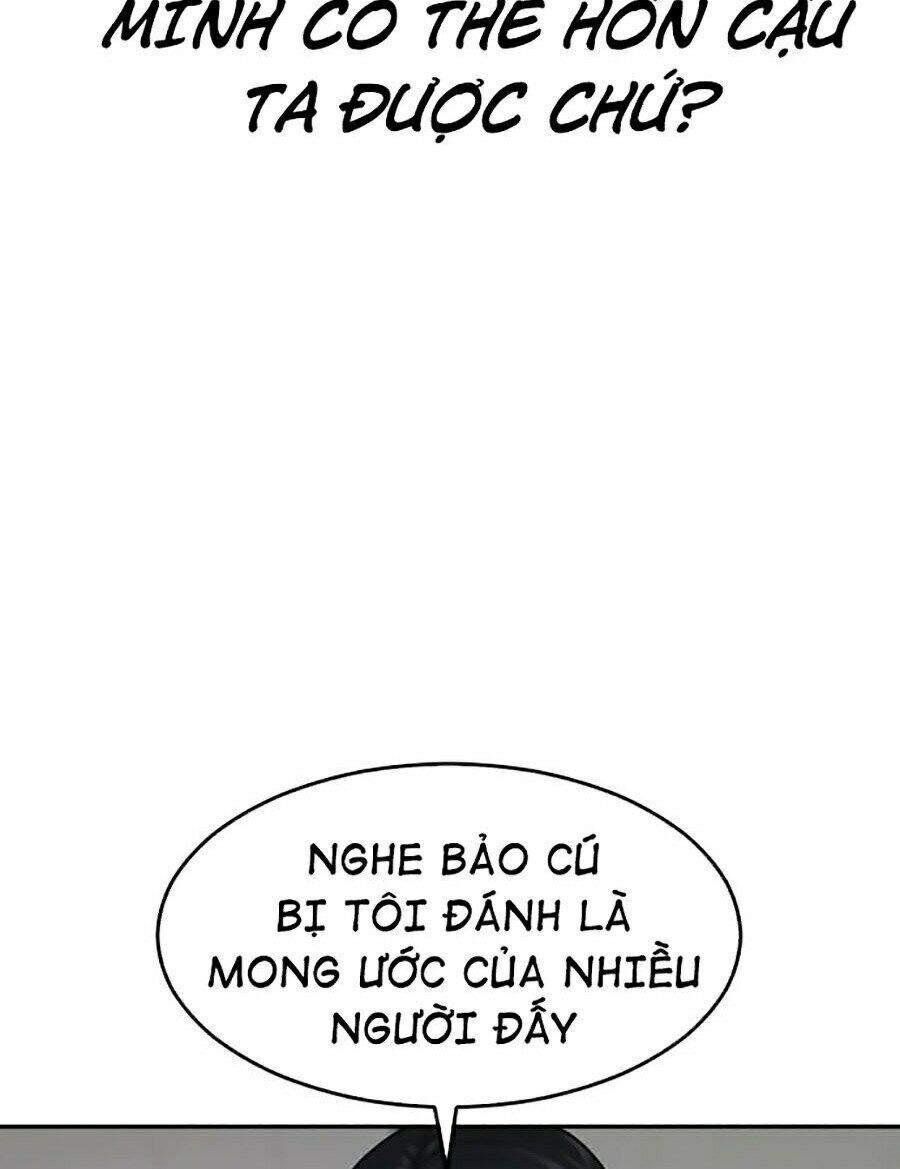 MÌNH CÓ THỂ HÔN CẬU
TA ĐƯỢC CHỨ?
NGHE BẢO CÚ
BỊ TÔI ĐÁNH LÀ
MONG ƯỚC CỦA NHIỀU
NGƯỜI ĐẤY